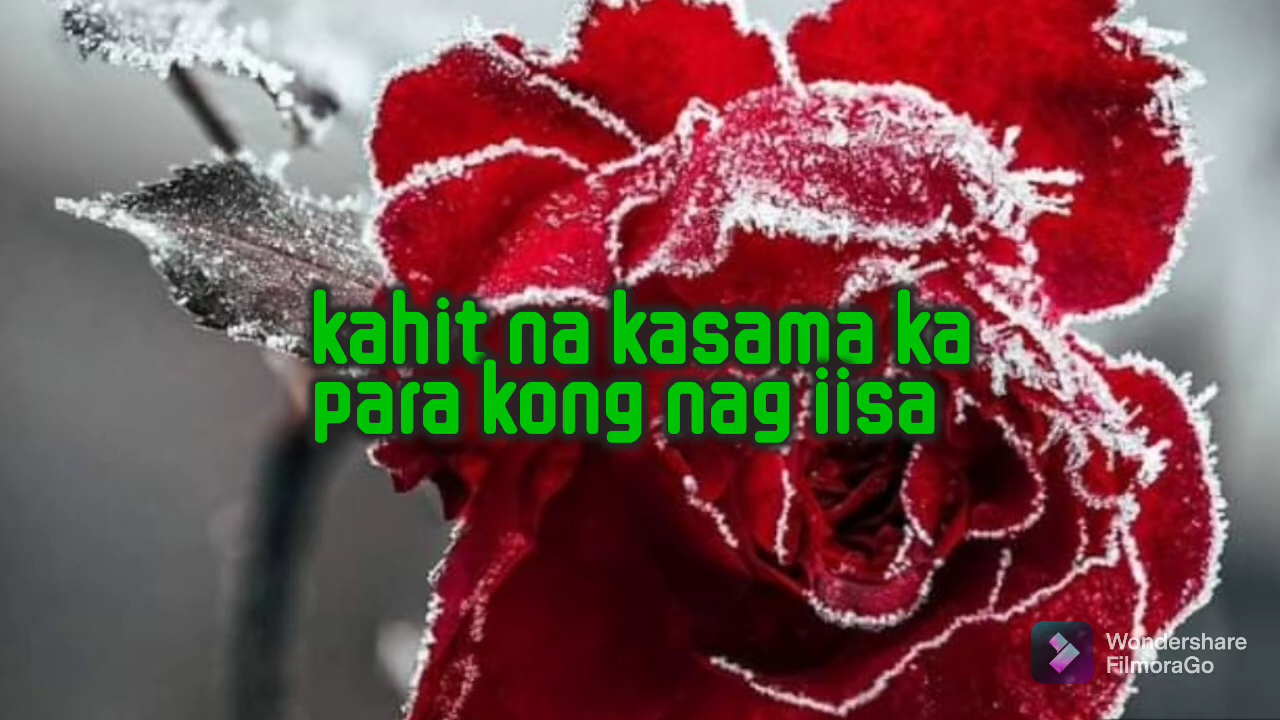 kahit na kasama ka
para kong nag iisa
Wondershare
FilmoraGo